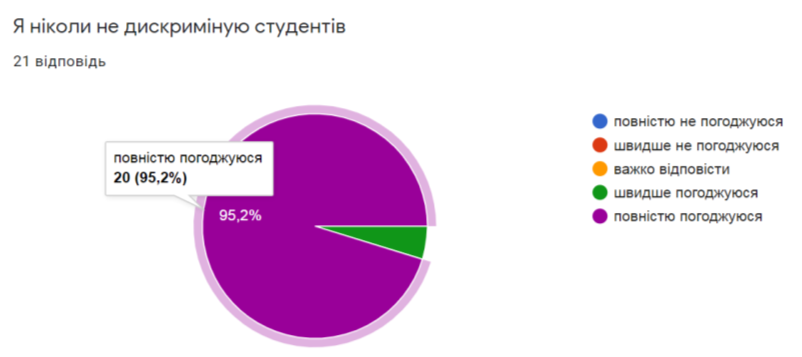 Я ніколи не дискриміную студентів
21 відповідь
повністю погоджуюся
20 (95,2%)
95,2%
повністю не погоджуюся
швидше не погоджуюся
важко відповісти
швидше погоджуюся
повністю погоджуюся